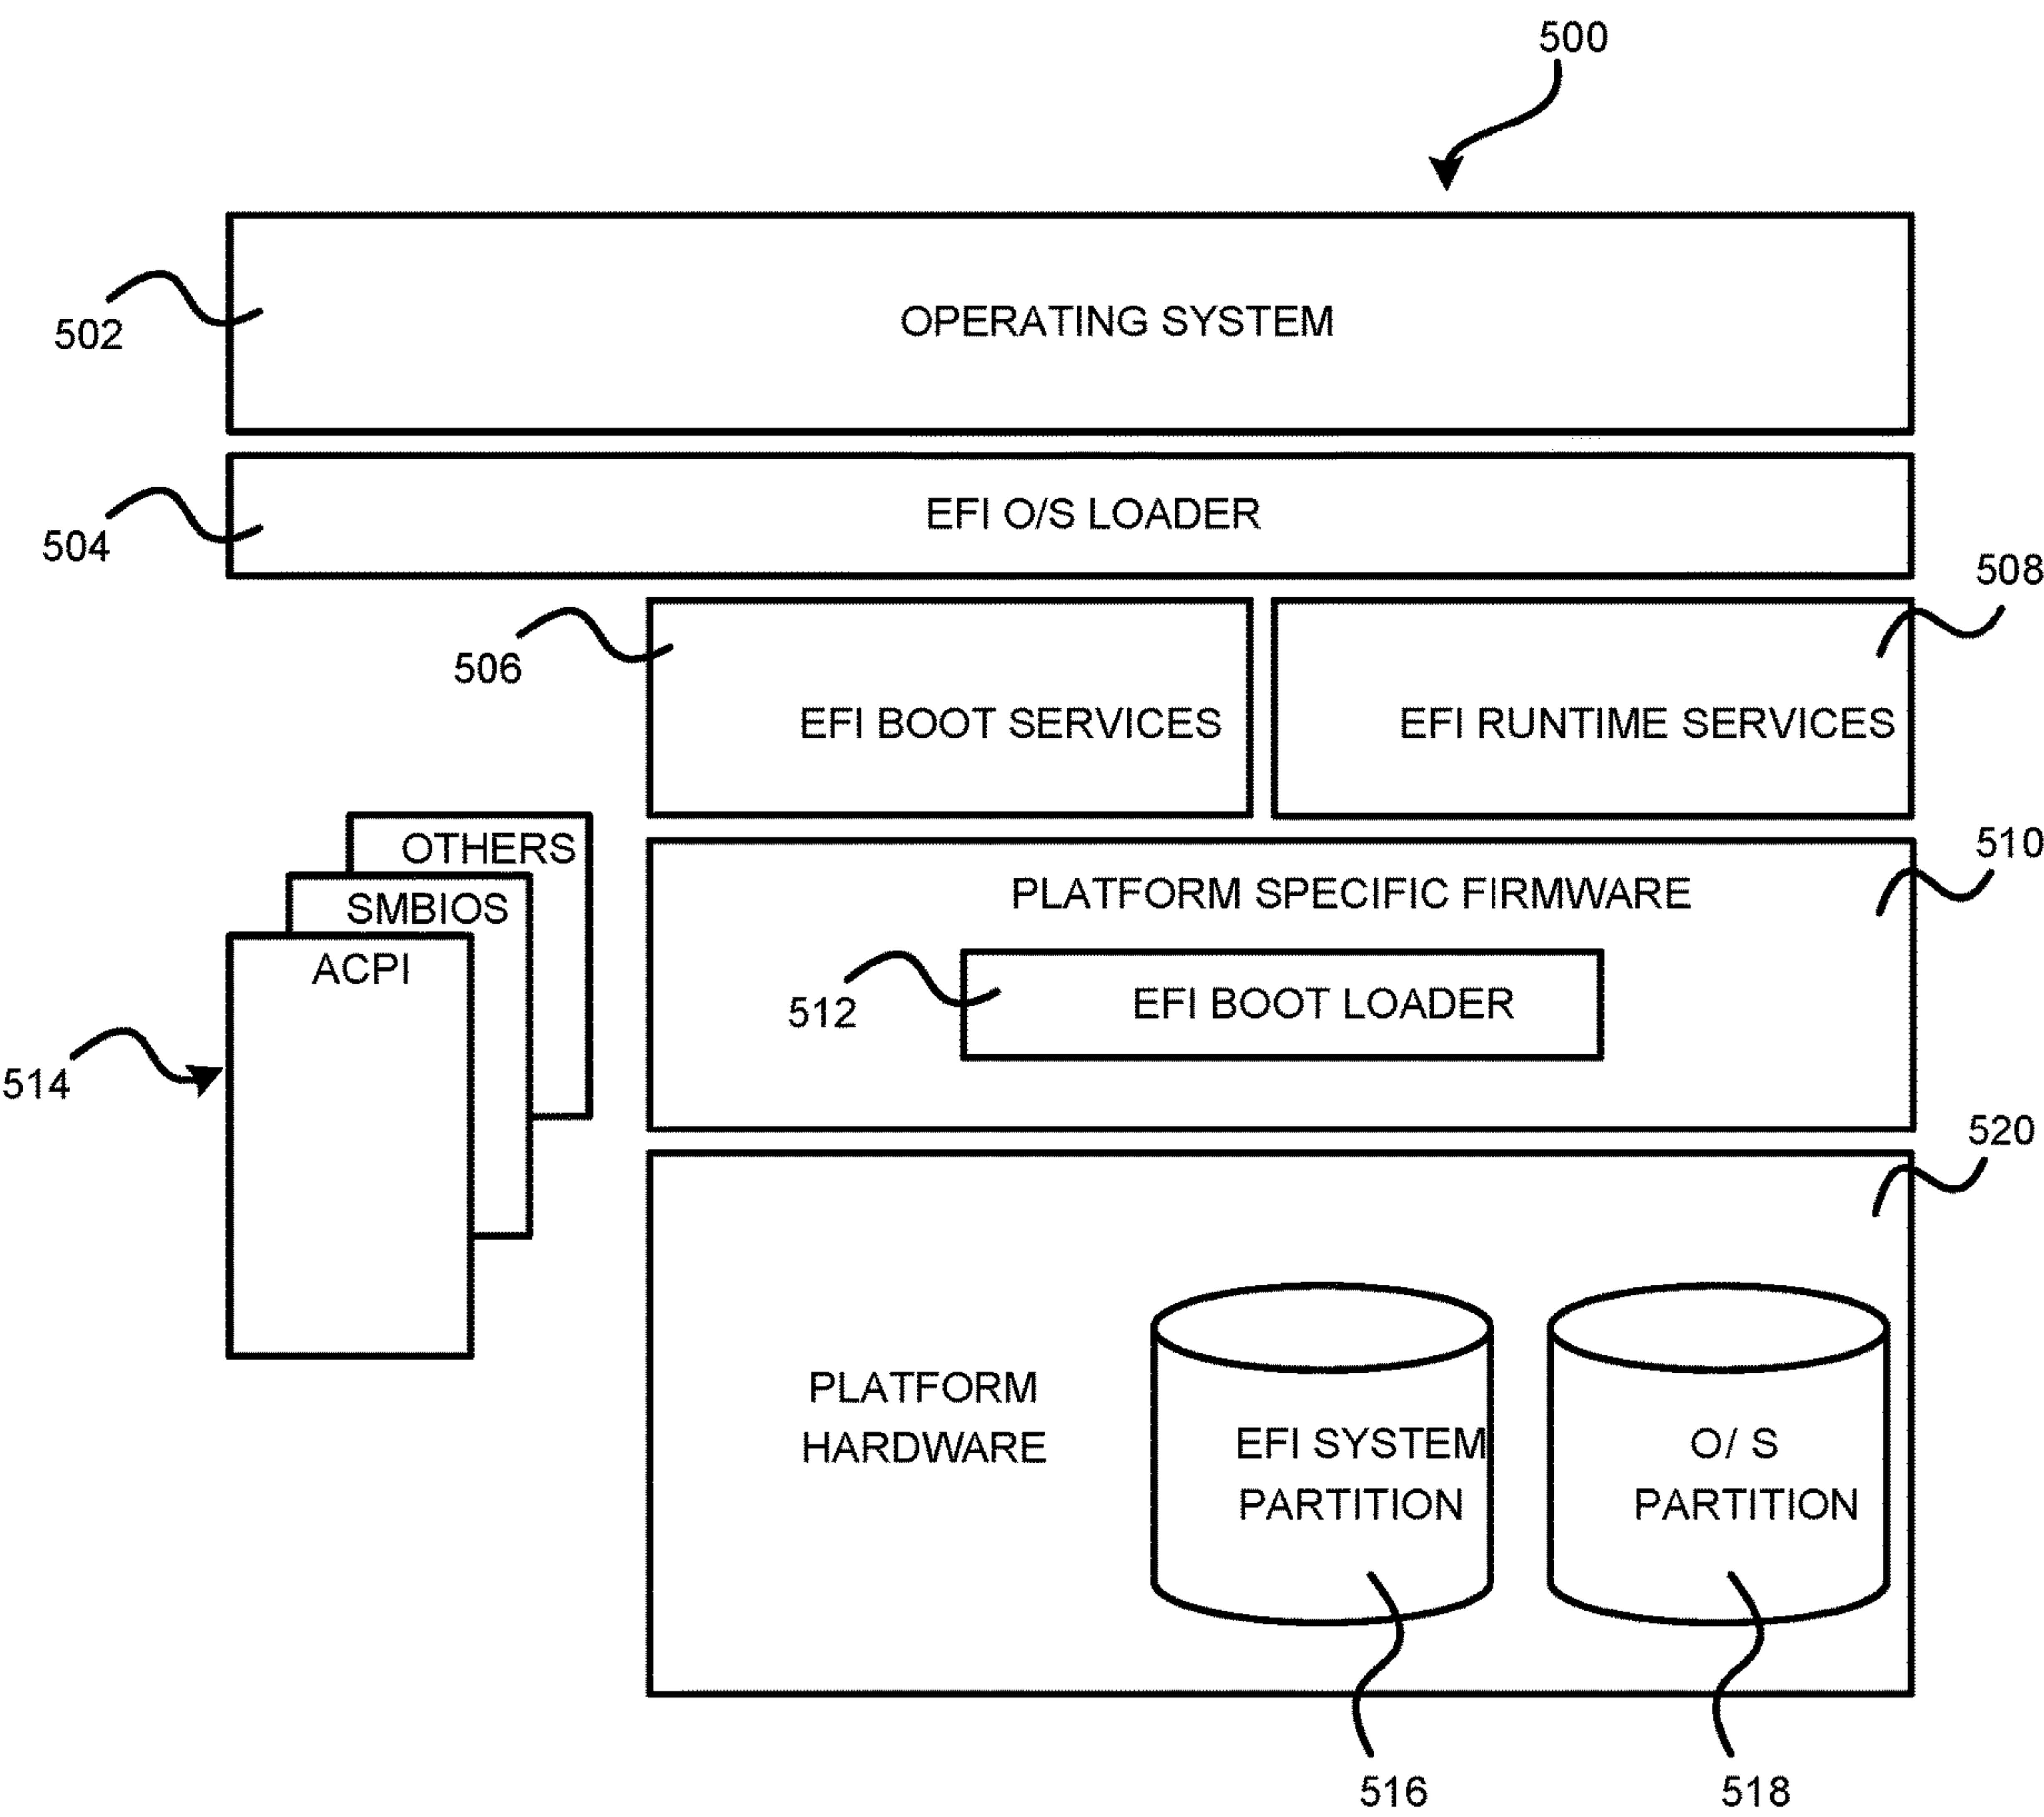 500
OPERATING SYSTEM
502
EFI O/S LOADER
504
508
506
EFI BOOT SERVICES
EFI RUNTIME SERVICES
OTHERS
510
SMBIOS
PLATFORM SPECIFIC FIRMWARE
ACPI
512
EFI BOOT LOADER
514
520
PLATFORM
HARDWARE
EFI SYSTEM
PARTITION
O/ S
PARTITION
516
518